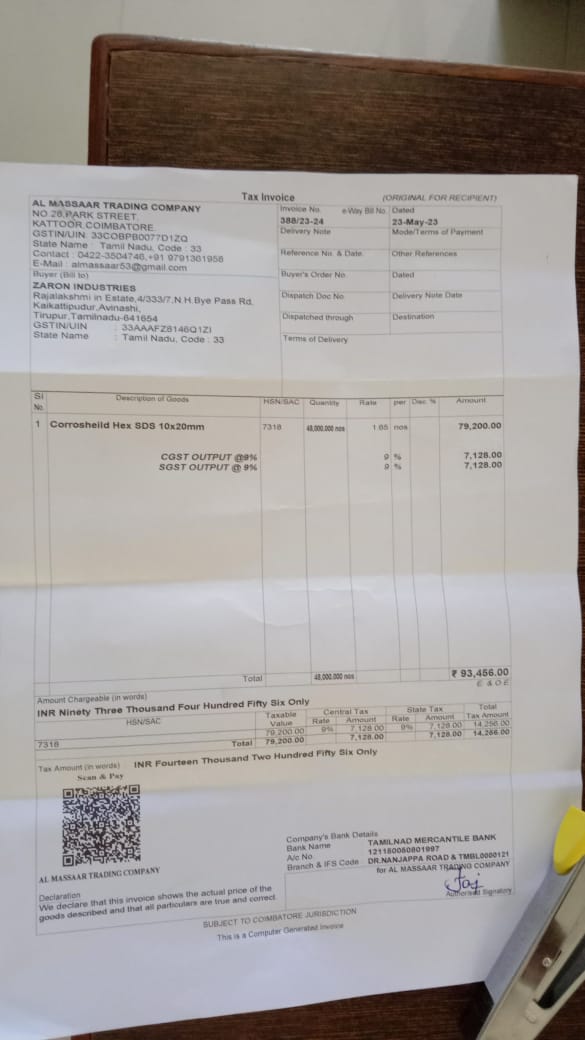 Tax Invoice
(ORIGINAL FOR RECIPIENT)
AL MASSAAR TRADING COMPANY
NO.28,PARK STREET,
KATTOOR,COIMBATORE.
GSTIN/UIN: 33COBPB0077D1ZQ
State Name : Tamil Nadu, Code : 33
Contact : 0422-3504746,+91 9791361958
E-Mail : almassaar53@gmail.com
Buyer (Bill to)
ZARON INDUSTRIES
Rajalakshmi in Estate,4/333/7,N.H.Bye Pass Rd,
Kaikattipudur,Avinashi,
Tirupur,Tamilnadu-641654
GSTIN/UIN : 33AAAFZ8146Q1ZI
State Name : Tamil Nadu, Code : 33
Invoice No. e-Way Bill No. Dated
388/23-24 23-May-23
Delivery Note Mode/Terms of Payment
Reference No. & Date. Other References
Buyer's Order No. Dated
Dispatch Doc No. Delivery Note Date
Dispatched through Destination
Terms of Delivery
Sl No. Description of Goods HSN/SAC Quantity Rate per Disc. % Amount
1 Corrosheild Hex SDS 10x20mm 7318 48,000.000 nos 1.65 nos 79,200.00
CGST OUTPUT @9% 9 % 7,128.00
SGST OUTPUT @ 9% 9 % 7,128.00
Total 48,000.000 nos ₹ 93,456.00
Amount Chargeable (in words) E & O E
INR Ninety Three Thousand Four Hundred Fifty Six Only
HSN/SAC Taxable Value Central Tax Rate Amount State Tax Rate Amount Total Tax Amount
7318 79,200.00 9% 7,128.00 9% 7,128.00 14,256.00
Total 79,200.00 7,128.00 7,128.00 14,256.00
Tax Amount (in words) : INR Fourteen Thousand Two Hundred Fifty Six Only
Scan & Pay
AL MASSAAR TRADING COMPANY
Company's Bank Details
Bank Name : TAMILNAD MERCANTILE BANK
A/c No. : 121180060801997
Branch & IFS Code : DR.NANJAPPA ROAD & TMBL0000121
for AL MASSAAR TRADING COMPANY
Authorised Signatory
Declaration
We declare that this invoice shows the actual price of the
goods described and that all particulars are true and correct.
SUBJECT TO COIMBATORE JURISDICTION
This is a Computer Generated Invoice